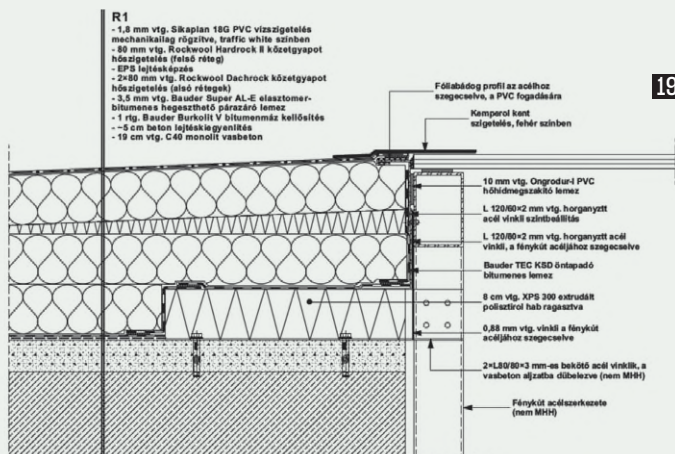 R1
- 1,8 mm vtg. Sikaplan 18G PVC vízszigetelés
mechanikailag rögzítve, traffic white színben
- 80 mm vtg. Rockwool Hardrock II kőzetgyapot
hőszigetelés (felső réteg)
- EPS lejtésképzés
- 2×80 mm vtg. Rockwool Dachrock kőzetgyapot
hőszigetelés (alsó rétegek)
- 3,5 mm vtg. Bauder Super AL-E elasztomer-
bitumenes hegeszthető párazáró lemez
- 1 rtg. Bauder Burkolit V bitumenmáz kellősítés
- ~5 cm beton lejtéskiegyenlítés
- 19 cm vtg. C40 monolit vasbeton
Fóliabádog profil az acélhoz
szegecselve, a PVC fogadására
19
Kemperol kent
szigetelés, fehér színben
10 mm vtg. Ongrodur-I PVC
hőhídmegszakító lemez
L 120/60×2 mm vtg. horganyztt
acél vinkli szintbeállítás
L 120/60×2 mm vtg. horganyztt acél
vinkli, a fénykút acéljához szegecselve
Bauder TEC KSD öntapadó
bitumenes lemez
8 cm vtg. XPS 300 extrudált
polisztirol hab ragasztva
0,88 mm vtg. vinkli a fénykút
acéljához szegecselve
2×L80/80×3 mm-es bekötő acél vinklik, a
vasbeton aljzatba dübelezve (nem MHH)
Fénykút acélszerkezete
(nem MHH)